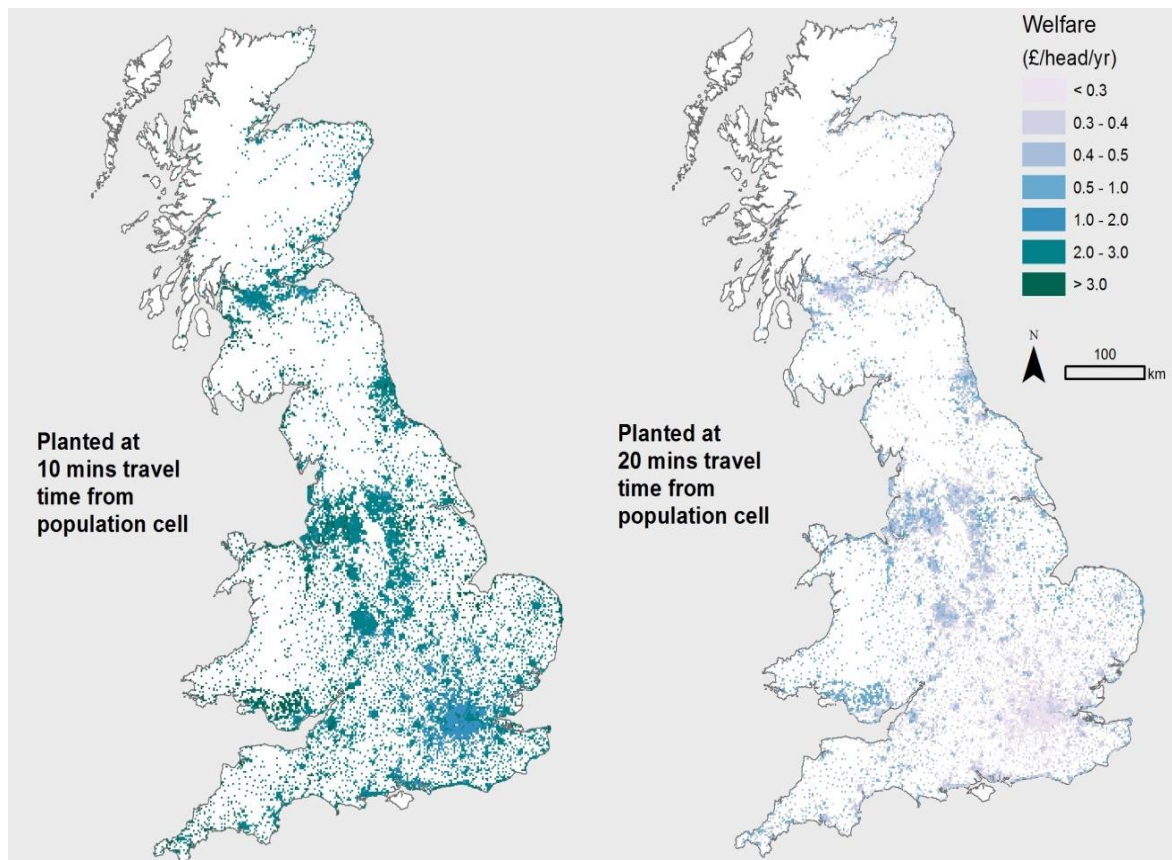 Welfare
(£/head/yr)
< 0.3
0.3 - 0.4
0.4 - 0.5
0.5 - 1.0
1.0 - 2.0
2.0 - 3.0
> 3.0
N
100
km
Planted at
10 mins travel
time from
population cell
Planted at
20 mins travel
time from
population cell